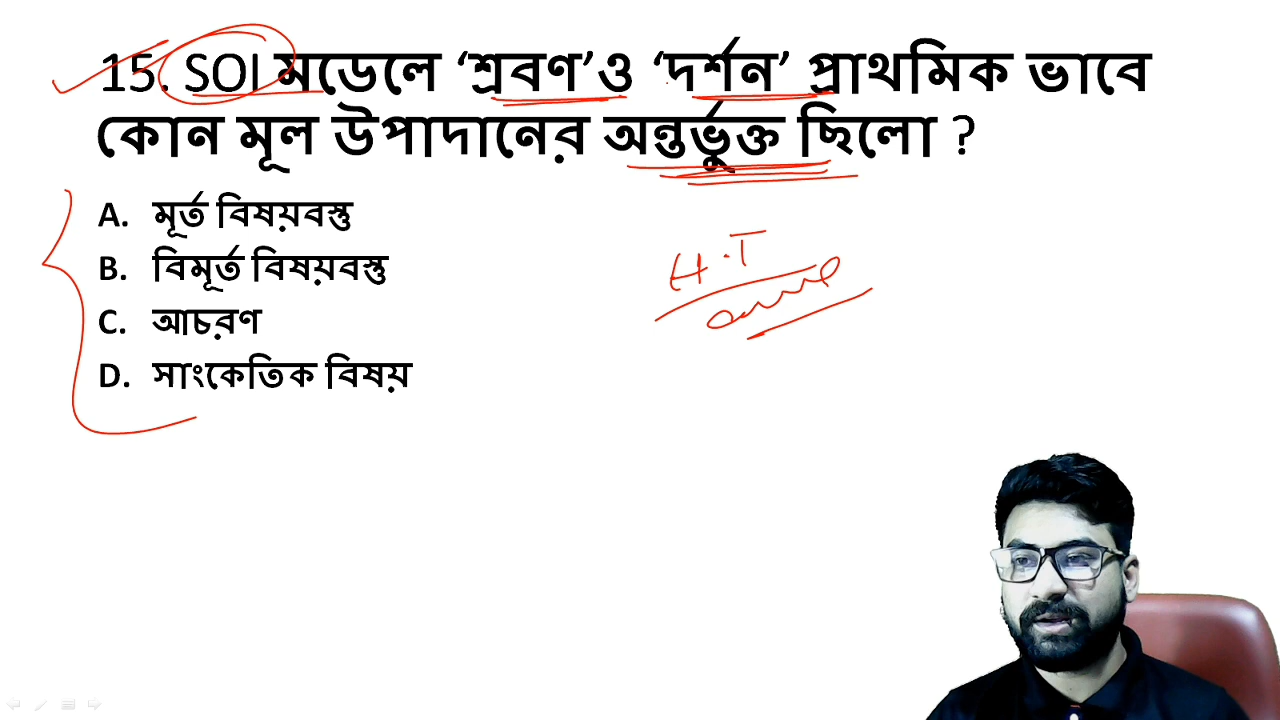 15. SOI মডেলে ‘শ্রবণ’ও ‘দর্শন’ প্রাথমিক ভাবে
কোন মূল উপাদানের অন্তর্ভুক্ত ছিলো ?
A. মূর্ত বিষয়বস্তু
B. বিমূর্ত বিষয়বস্তু
C. আচরণ
D. সাংকেতিক বিষয়
H.T